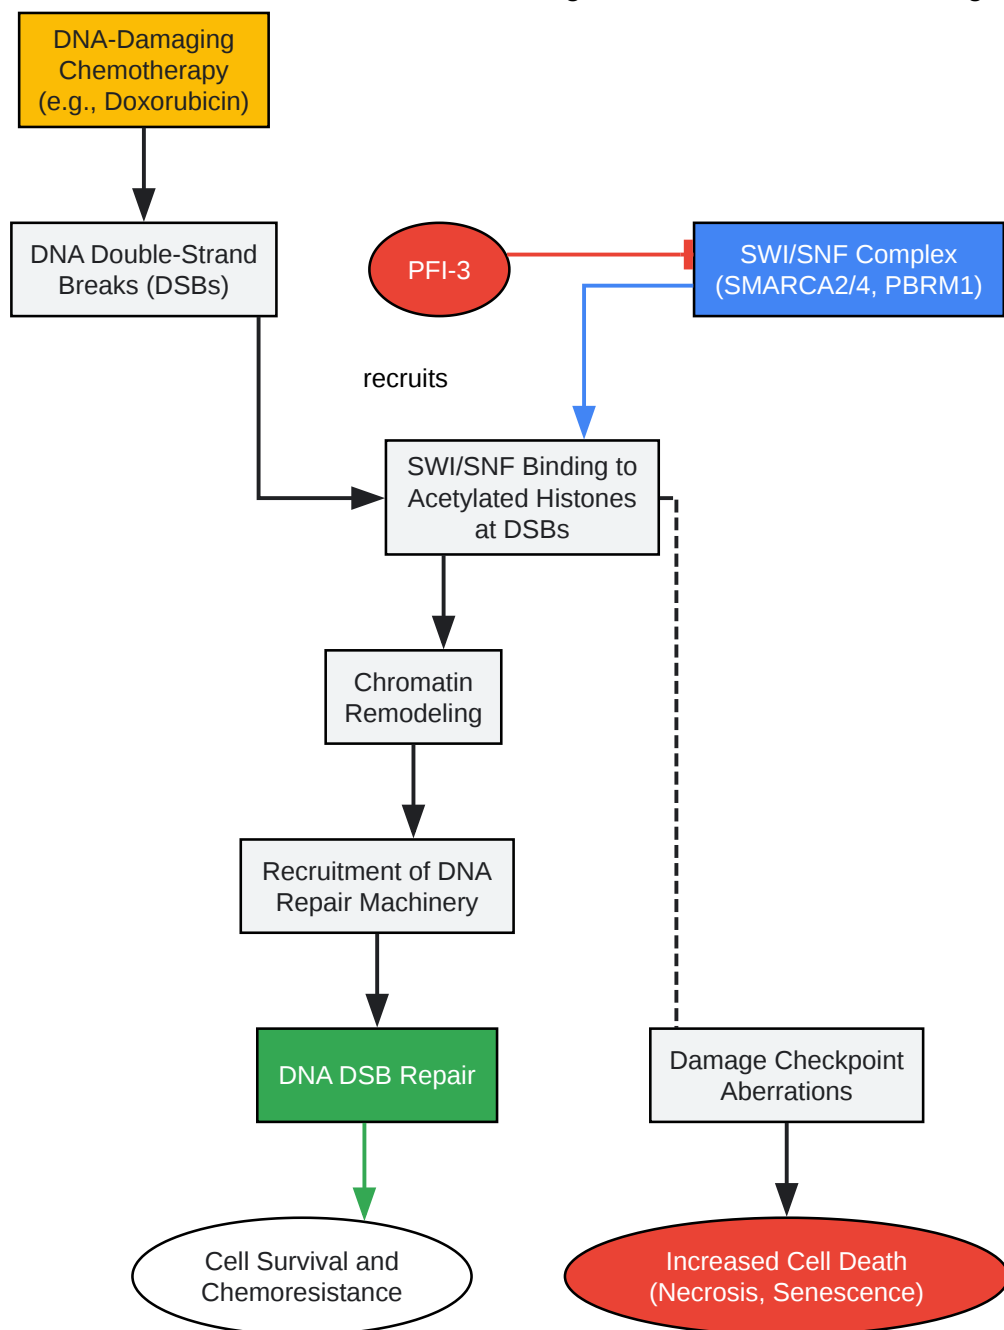 DNA-Damaging
Chemotherapy
(e.g., Doxorubicin)
DNA Double-Strand
Breaks (DSBs)
PFI-3
SWI/SNF Complex
(SMARCA2/4, PBRM1)
recruits
SWI/SNF Binding to
Acetylated Histones
at DSBs
Chromatin
Remodeling
Recruitment of DNA
Repair Machinery
DNA DSB Repair
Damage Checkpoint
Aberrations
Cell Survival and
Chemoresistance
Increased Cell Death
(Necrosis, Senescence)